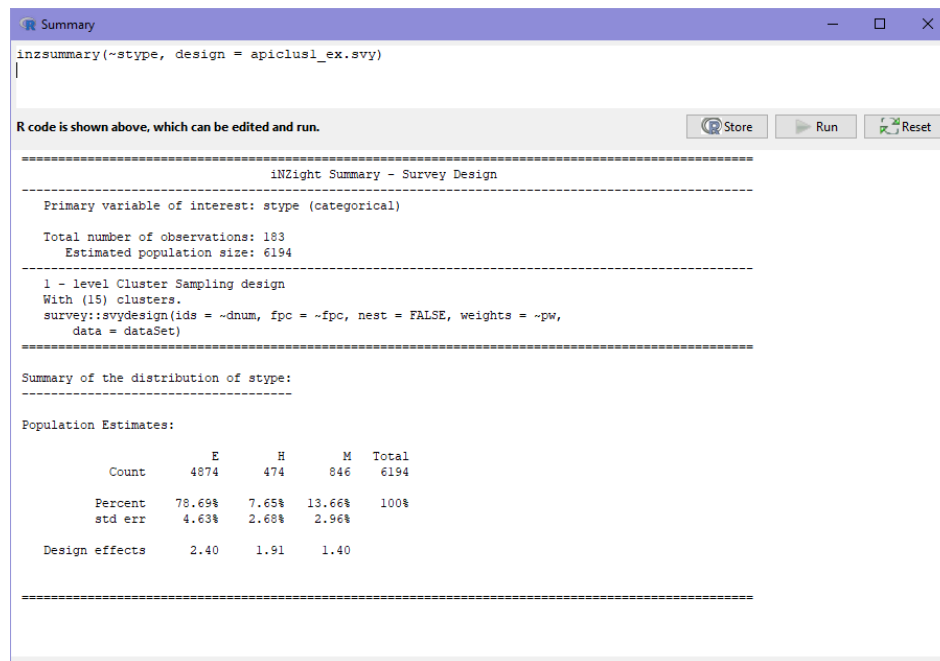 Summary
inzsummary(~stype, design = apiclus1_ex.svy)
R code is shown above, which can be edited and run.
Store
Run
Reset
====================================================================================================
iNZight Summary - Survey Design
----------------------------------------------------------------------------------------------------
Primary variable of interest: stype (categorical)
Total number of observations: 183
Estimated population size: 6194
----------------------------------------------------------------------------------------------------
1 - level Cluster Sampling design
With (15) clusters.
survey::svydesign(ids = ~dnum, fpc = ~fpc, nest = FALSE, weights = ~pw,
data = dataSet)
====================================================================================================
Summary of the distribution of stype:
-------------------------------------
Population Estimates:
E H M Total
Count 4874 474 846 6194
Percent 78.69% 7.65% 13.66% 100%
std err 4.63% 2.68% 2.96%
Design effects 2.40 1.91 1.40
====================================================================================================